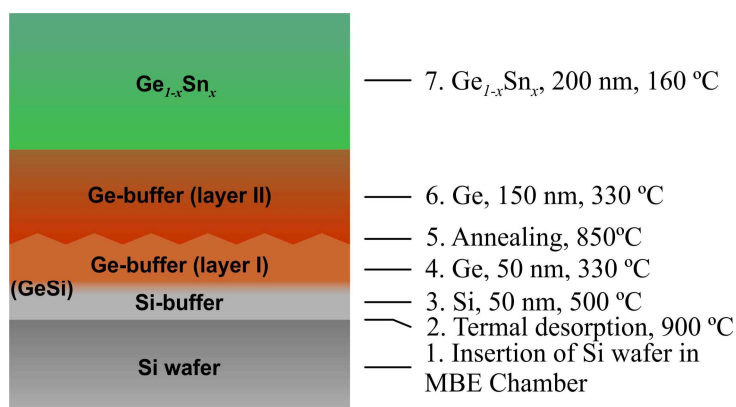 Ge1-xSnx
7. Ge1-xSnx, 200 nm, 160 ºC
Ge-buffer (layer II)
6. Ge, 150 nm, 330 ºC
5. Annealing, 850ºC
Ge-buffer (layer I)
4. Ge, 50 nm, 330 ºC
(GeSi)
Si-buffer
3. Si, 50 nm, 500 ºC
2. Termal desorption, 900 ºC
Si wafer
1. Insertion of Si wafer in
MBE Chamber